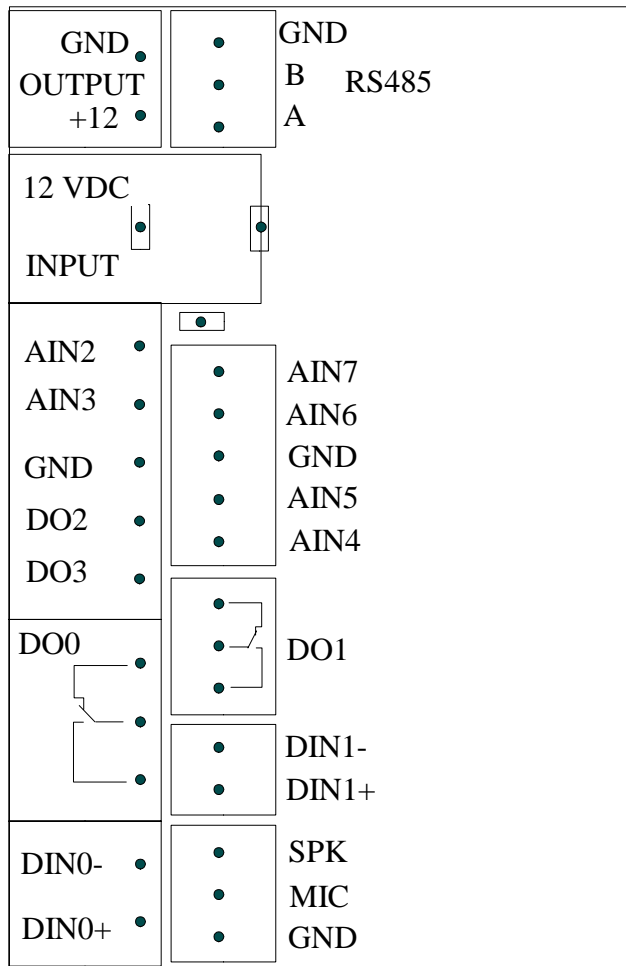 GND
OUTPUT
+12
GND
B
RS485
A
12 VDC
INPUT
AIN2
AIN3
GND
DO2
DO3
AIN7
AIN6
GND
AIN5
AIN4
DO0
DO1
DIN1-
DIN1+
DIN0-
DIN0+
SPK
MIC
GND